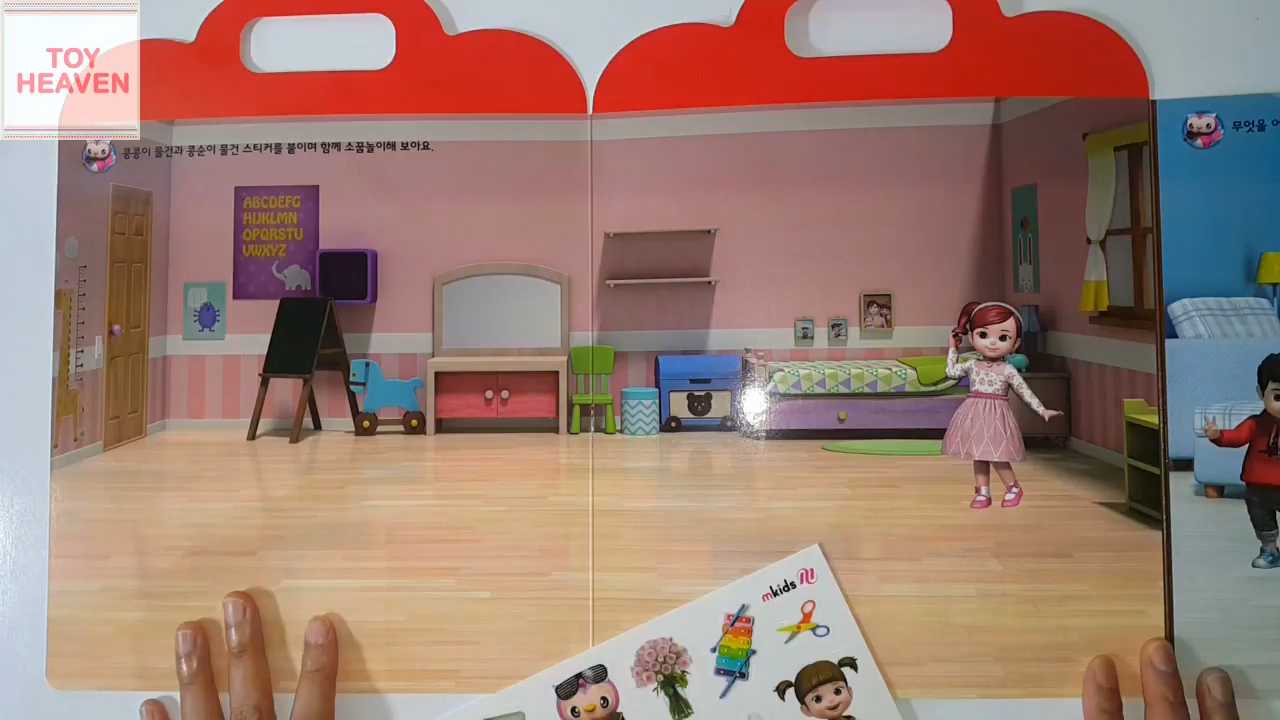 TOY
HEAVEN
콩콩이 물건과 콩순이 물건 스티커를 붙이며 함께 소꿉놀이해 보아요.
무엇을
ABCDEFG
HIJKLMN
OPQRSTU
VWXYZ
mkids